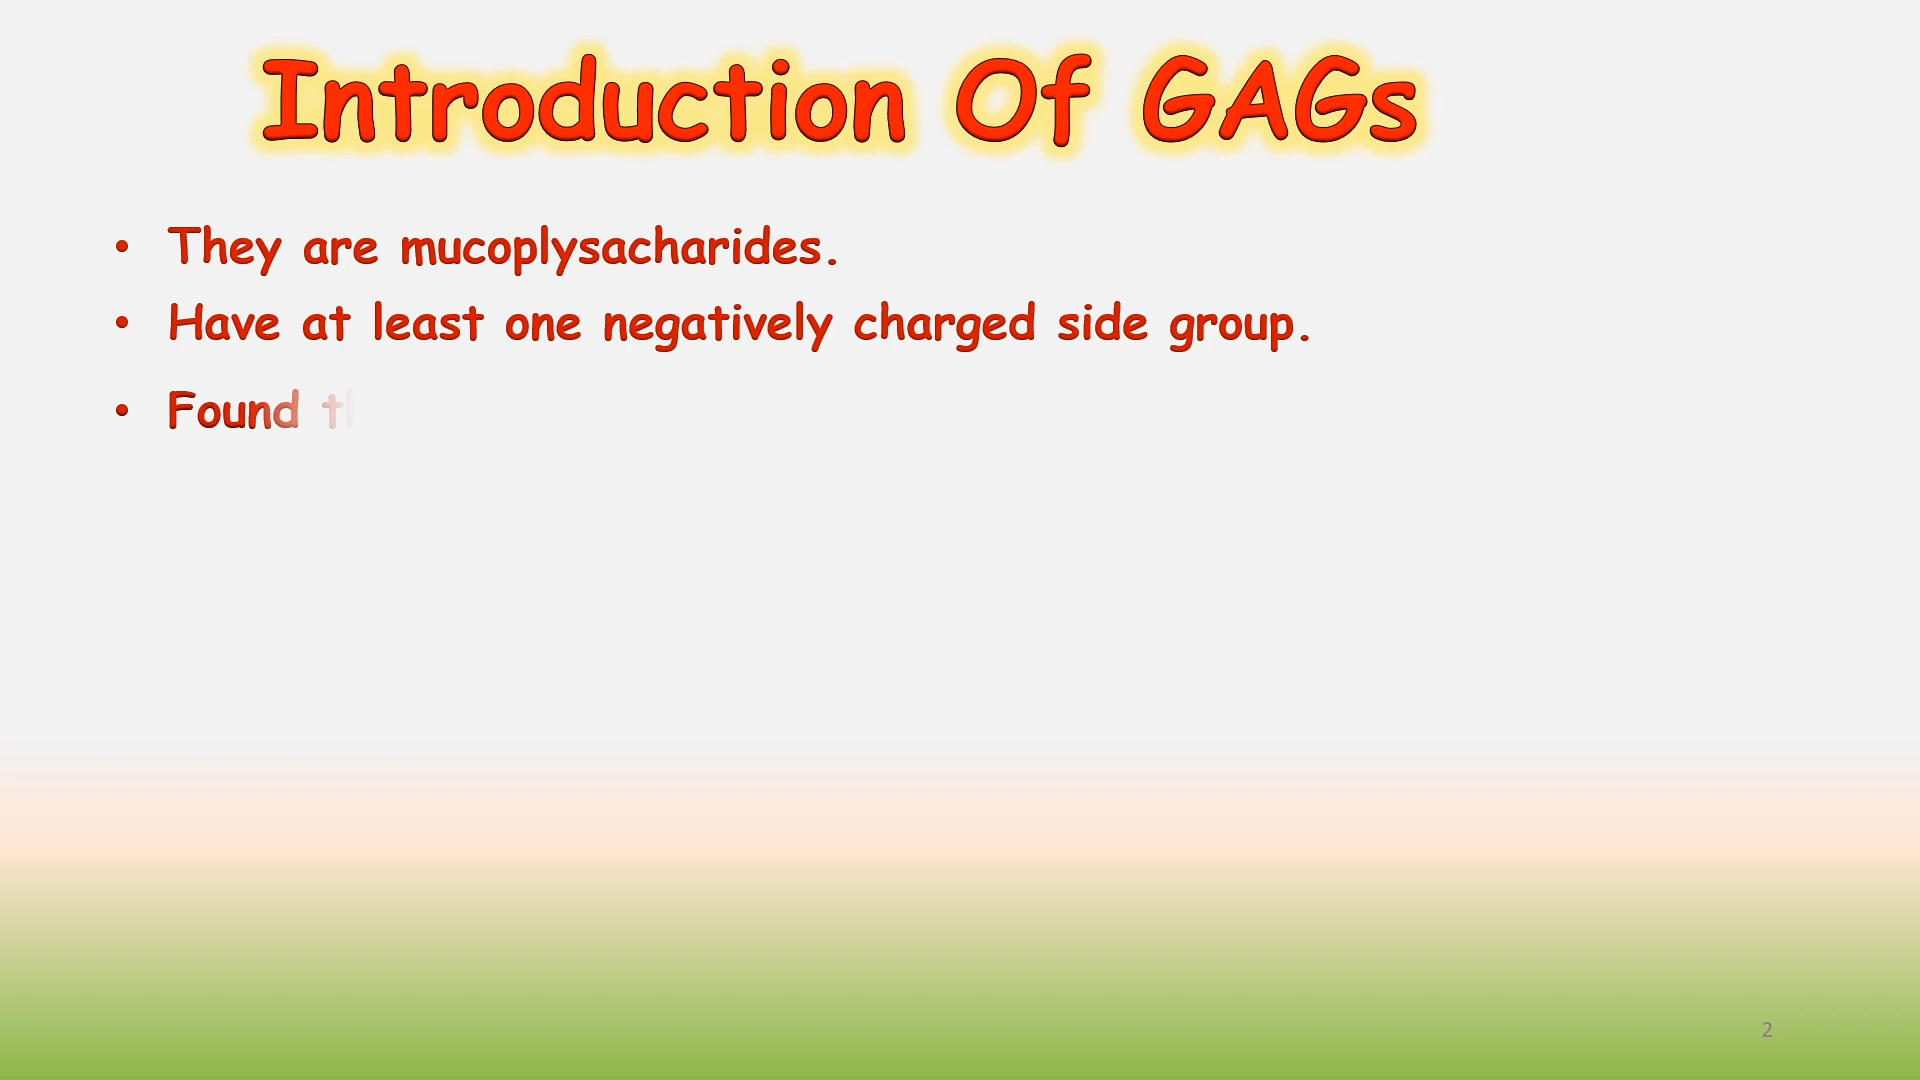 Introduction Of GAGs
• They are mucoplysacharides.
• Have at least one negatively charged side group.
• Found
2